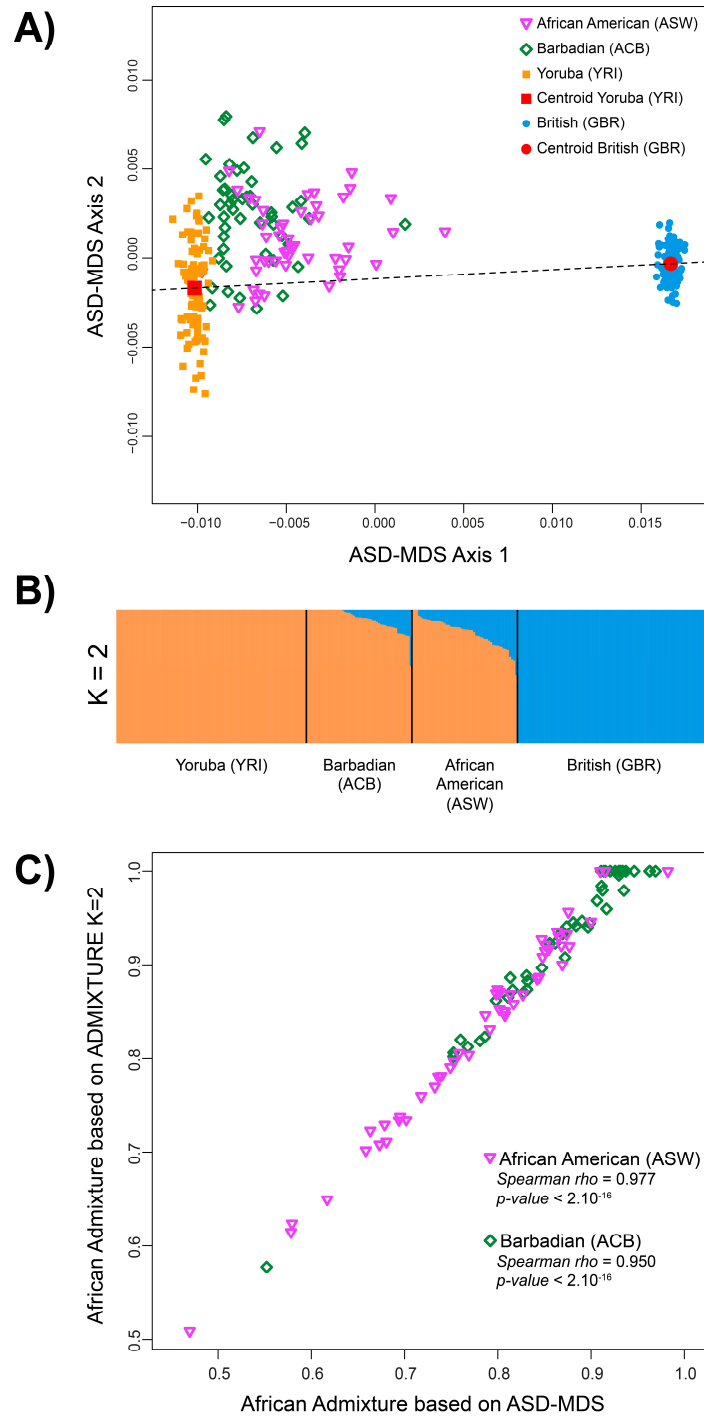 A)
African American (ASW)
Barbadian (ACB)
Yoruba (YRI)
Centroid Yoruba (YRI)
British (GBR)
Centroid British (GBR)
ASD-MDS Axis 2
0.010
0.005
0.000
−0.005
−0.010
−0.010 −0.005 0.000 0.005 0.010 0.015
ASD-MDS Axis 1
B)
K = 2
Yoruba (YRI)
Barbadian
(ACB)
African
American
(ASW)
British (GBR)
C)
African Admixture based on ADMIXTURE K=2
1.0
0.9
0.8
0.7
0.6
0.5
African American (ASW)
Spearman rho = 0.977
p-value < 2.10-16
Barbadian (ACB)
Spearman rho = 0.950
p-value < 2.10-16
0.5 0.6 0.7 0.8 0.9 1.0
African Admixture based on ASD-MDS